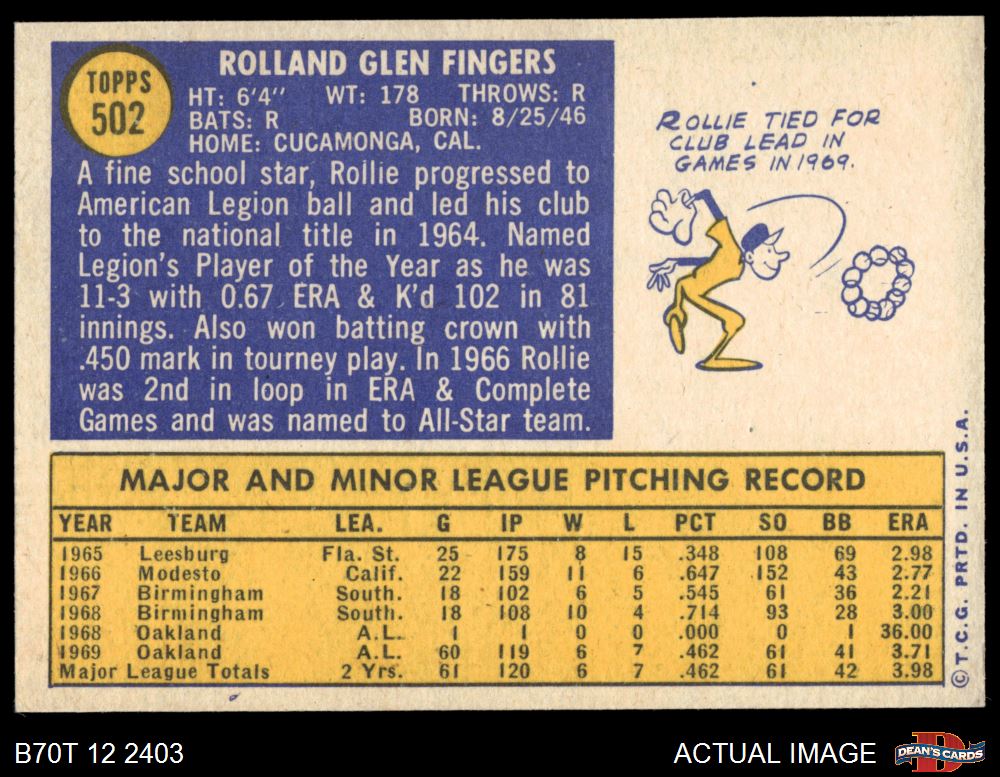 TOPPS
502
ROLLAND GLEN FINGERS
HT: 6'4" WT: 178 THROWS: R
BATS: R BORN: 8/25/46
HOME: CUCAMONGA, CAL.
A fine school star, Rollie progressed to
American Legion ball and led his club
to the national title in 1964. Named
Legion's Player of the Year as he was
11-3 with 0.67 ERA & K'd 102 in 81
innings. Also won batting crown with
.450 mark in tourney play. In 1966 Rollie
was 2nd in loop in ERA & Complete
Games and was named to All-Star team.
ROLLIE TIED FOR
CLUB LEAD IN
GAMES IN 1969.
MAJOR AND MINOR LEAGUE PITCHING RECORD
YEAR TEAM LEA. G IP W L PCT SO BB ERA
1965 Leesburg Fla. St. 25 175 8 15 .348 108 69 2.98
1966 Modesto Calif. 22 159 11 6 .647 152 43 2.77
1967 Birmingham South. 18 102 6 5 .545 61 36 2.21
1968 Birmingham South. 18 108 10 4 .714 93 28 3.00
1968 Oakland A.L. 1 1 0 0 .000 0 1 36.00
1969 Oakland A.L. 60 119 6 7 .462 61 41 3.71
Major League Totals 2 Yrs. 61 120 6 7 .462 61 42 3.98
© T.C.G. PRTD. IN U.S.A.
B70T 12 2403
ACTUAL IMAGE
D
DEAN'S CARDS